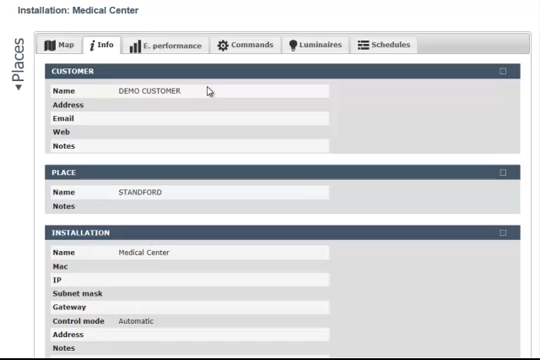 Installation: Medical Center
Places
Map
Info
E. performance
Commands
Luminaires
Schedules
CUSTOMER
Name DEMO CUSTOMER
Address
Email
Web
Notes
PLACE
Name STANDFORD
Notes
INSTALLATION
Name Medical Center
Mac
IP
Subnet mask
Gateway
Control mode Automatic
Address
Notes